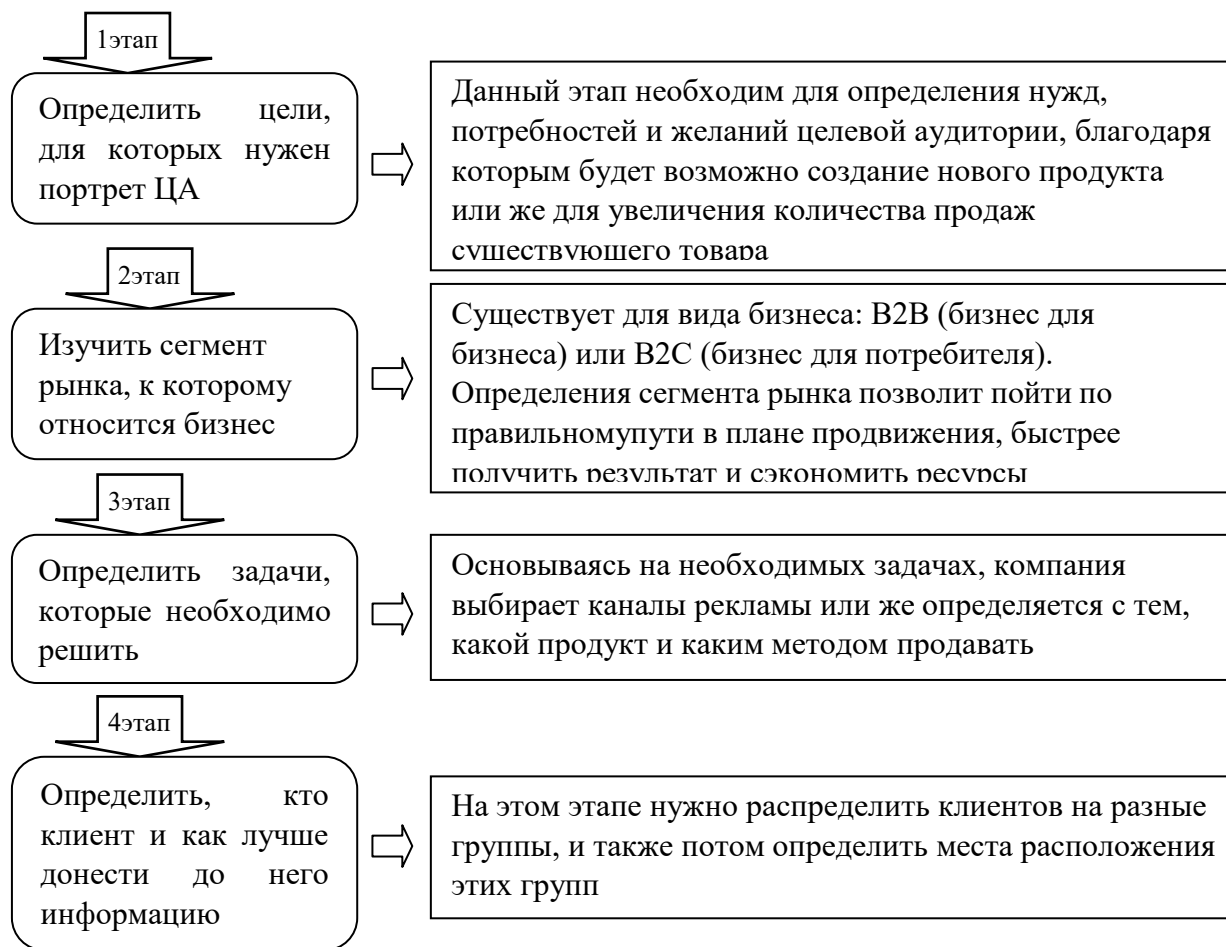 1этап
Определить цели,
для которых нужен
портрет ЦА
Данный этап необходим для определения нужд,
потребностей и желаний целевой аудитории, благодаря
которым будет возможно создание нового продукта
или же для увеличения количества продаж
существующего товара
2этап
Изучить сегмент
рынка, к которому
относится бизнес
Существует для вида бизнеса: B2B (бизнес для
бизнеса) или B2C (бизнес для потребителя).
Определения сегмента рынка позволит пойти по
правильномупути в плане продвижения, быстрее
получить результат и сэкономить ресурсы
3этап
Определить задачи,
которые необходимо
решить
Основываясь на необходимых задачах, компания
выбирает каналы рекламы или же определяется с тем,
какой продукт и каким методом продавать
4этап
Определить, кто
клиент и как лучше
донести до него
информацию
На этом этапе нужно распределить клиентов на разные
группы, и также потом определить места расположения
этих групп